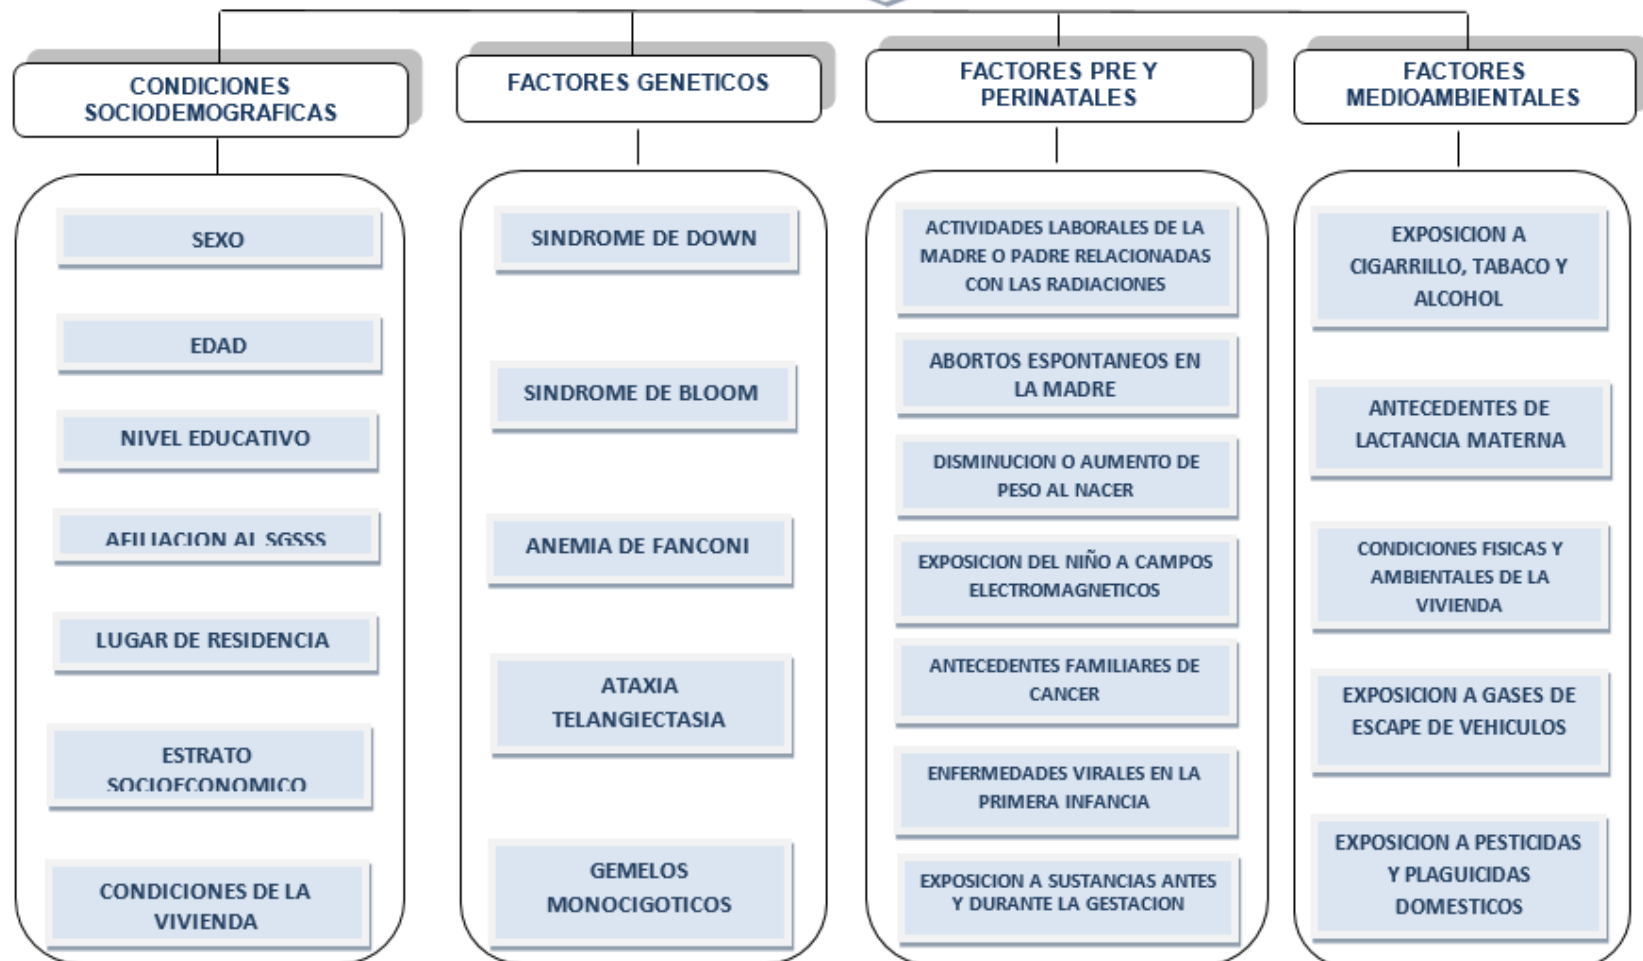 CONDICIONES
SOCIODEMOGRAFICAS
SEXO
EDAD
NIVEL EDUCATIVO
AFILIACION AL SGSSS
LUGAR DE RESIDENCIA
ESTRATO
SOCIOECONOMICO
CONDICIONES DE LA
VIVIENDA
FACTORES GENETICOS
SINDROME DE DOWN
SINDROME DE BLOOM
ANEMIA DE FANCONI
ATAXIA
TELANGIECTASIA
GEMELOS
MONOCIGOTICOS
FACTORES PRE Y
PERINATALES
ACTIVIDADES LABORALES DE LA
MADRE O PADRE RELACIONADAS
CON LAS RADIACIONES
ABORTOS ESPONTANEOS EN
LA MADRE
DISMINUCION O AUMENTO DE
PESO AL NACER
EXPOSICION DEL NIÑO A CAMPOS
ELECTROMAGNETICOS
ANTECEDENTES FAMILIARES DE
CANCER
ENFERMEDADES VIRALES EN LA
PRIMERA INFANCIA
EXPOSICION A SUSTANCIAS ANTES
Y DURANTE LA GESTACION
FACTORES
MEDIOAMBIENTALES
EXPOSICION A
CIGARRILLO, TABACO Y
ALCOHOL
ANTECEDENTES DE
LACTANCIA MATERNA
CONDICIONES FISICAS Y
AMBIENTALES DE LA
VIVIENDA
EXPOSICION A GASES DE
ESCAPE DE VEHICULOS
EXPOSICION A PESTICIDAS
Y PLAGUICIDAS
DOMESTICOS